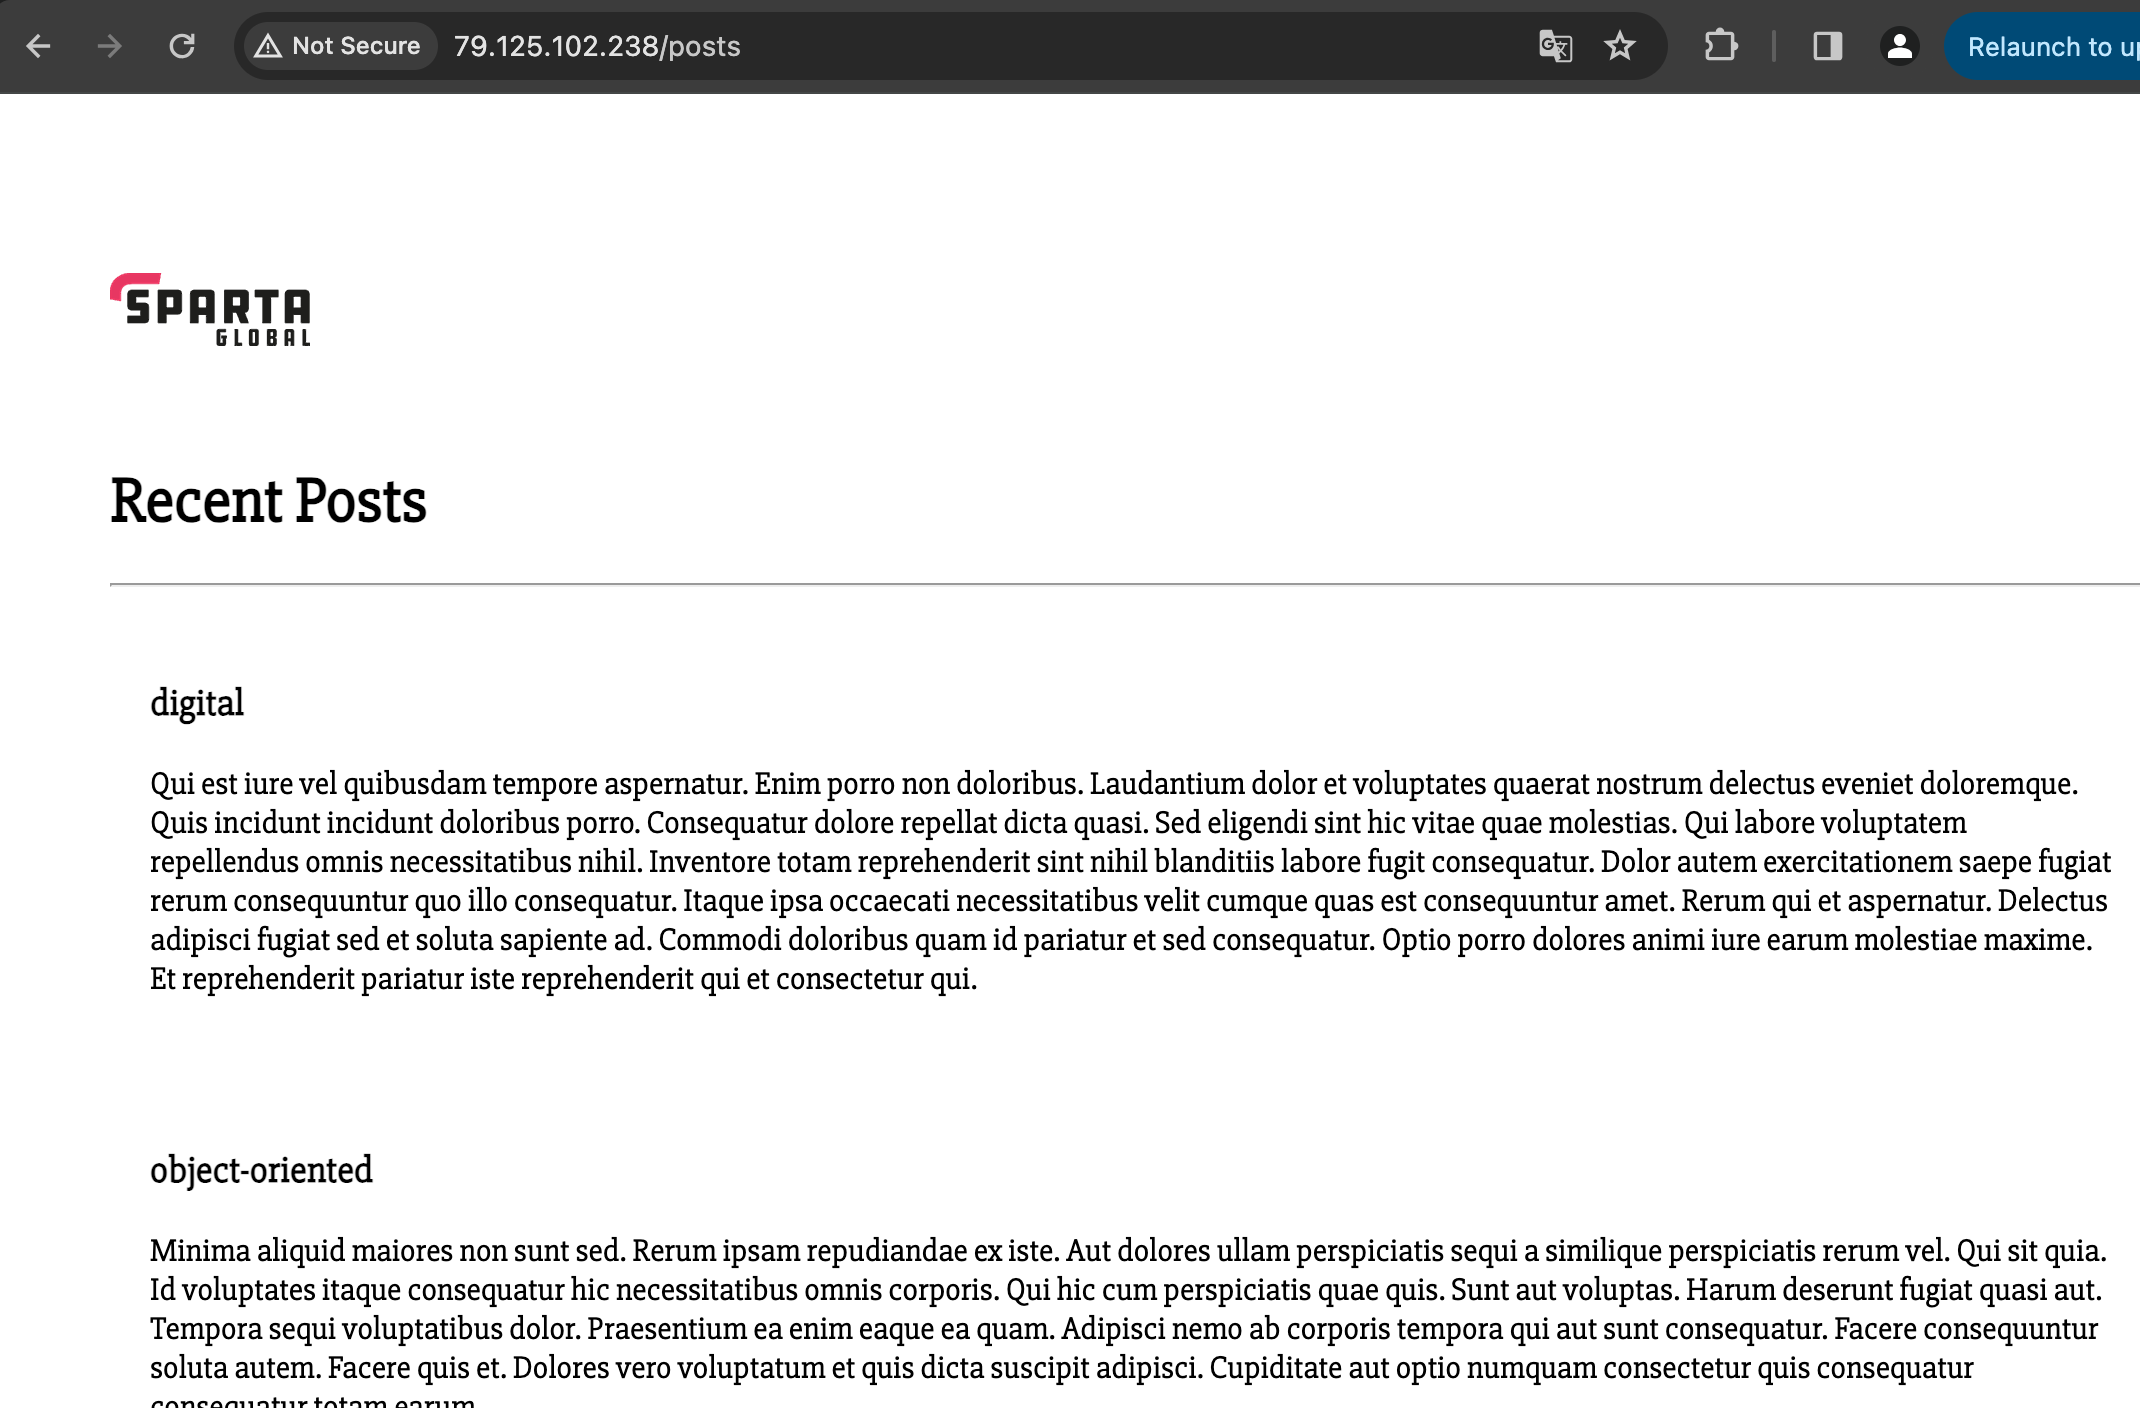 Not Secure 79.125.102.238/posts Relaunch to u
SPARTA
GLOBAL
Recent Posts
digital
Qui est iure vel quibusdam tempore aspernatur. Enim porro non doloribus. Laudantium dolor et voluptates quaerat nostrum delectus eveniet doloremque.
Quis incidunt incidunt doloribus porro. Consequatur dolore repellat dicta quasi. Sed eligendi sint hic vitae quae molestias. Qui labore voluptatem
repellendus omnis necessitatibus nihil. Inventore totam reprehenderit sint nihil blanditiis labore fugit consequatur. Dolor autem exercitationem saepe fugiat
rerum consequuntur quo illo consequatur. Itaque ipsa occaecati necessitatibus velit cumque quas est consequuntur amet. Rerum qui et aspernatur. Delectus
adipisci fugiat sed et soluta sapiente ad. Commodi doloribus quam id pariatur et sed consequatur. Optio porro dolores animi iure earum molestiae maxime.
Et reprehenderit pariatur iste reprehenderit qui et consectetur qui.
object-oriented
Minima aliquid maiores non sunt sed. Rerum ipsam repudiandae ex iste. Aut dolores ullam perspiciatis sequi a similique perspiciatis rerum vel. Qui sit quia.
Id voluptates itaque consequatur hic necessitatibus omnis corporis. Qui hic cum perspiciatis quae quis. Sunt aut voluptas. Harum deserunt fugiat quasi aut.
Tempora sequi voluptatibus dolor. Praesentium ea enim eaque ea quam. Adipisci nemo ab corporis tempora qui aut sunt consequatur. Facere consequuntur
soluta autem. Facere quis et. Dolores vero voluptatum et quis dicta suscipit adipisci. Cupiditate aut optio numquam consectetur quis consequatur
consequatur totam earum.